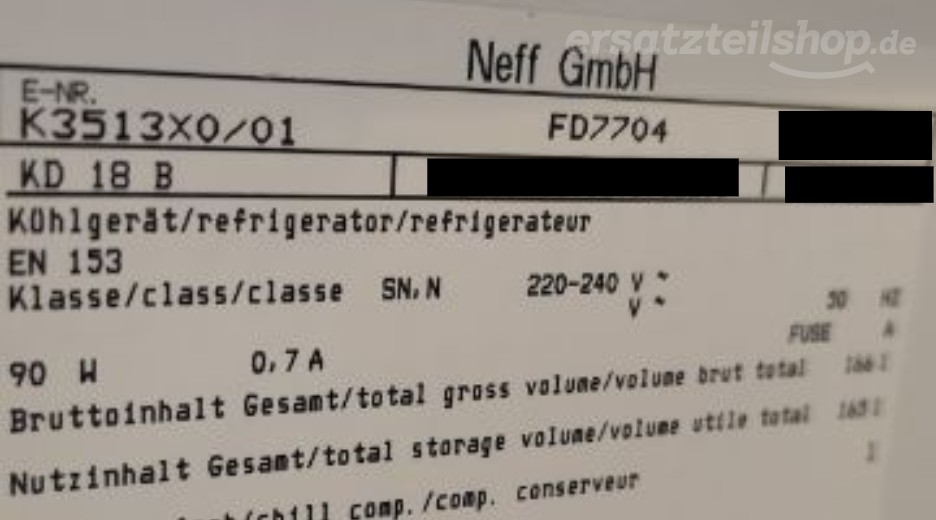 ersatzteilshop.de
Neff GmbH
E-NR.
K3513X0/01 FD7704
KD 18 B
Kühlgerät/refrigerator/refrigerateur
EN 153
Klasse/class/classe SN,N 220-240 V ~
V ~
50 HZ
FUSE A
90 W 0,7 A
Bruttoinhalt Gesamt/total gross volume/volume brut total 166 l
Nutzinhalt Gesamt/total storage volume/volume utile total
l
/chill comp./comp. conserveur